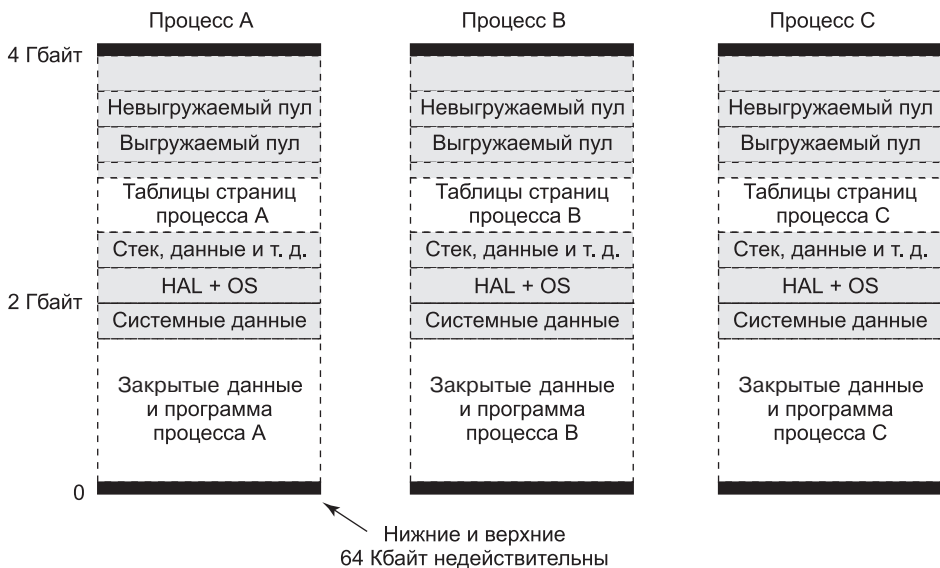 Процесс A
Процесс B
Процесс C
4 Гбайт
Невыгружаемый пул
Невыгружаемый пул
Невыгружаемый пул
Выгружаемый пул
Выгружаемый пул
Выгружаемый пул
Таблицы страниц
процесса A
Таблицы страниц
процесса B
Таблицы страниц
процесса C
Стек, данные и т. д.
Стек, данные и т. д.
Стек, данные и т. д.
HAL + OS
HAL + OS
HAL + OS
2 Гбайт
Системные данные
Системные данные
Системные данные
Закрытые данные
и программа
процесса A
Закрытые данные
и программа
процесса B
Закрытые данные
и программа
процесса C
0
Нижние и верхние
64 Кбайт недействительны